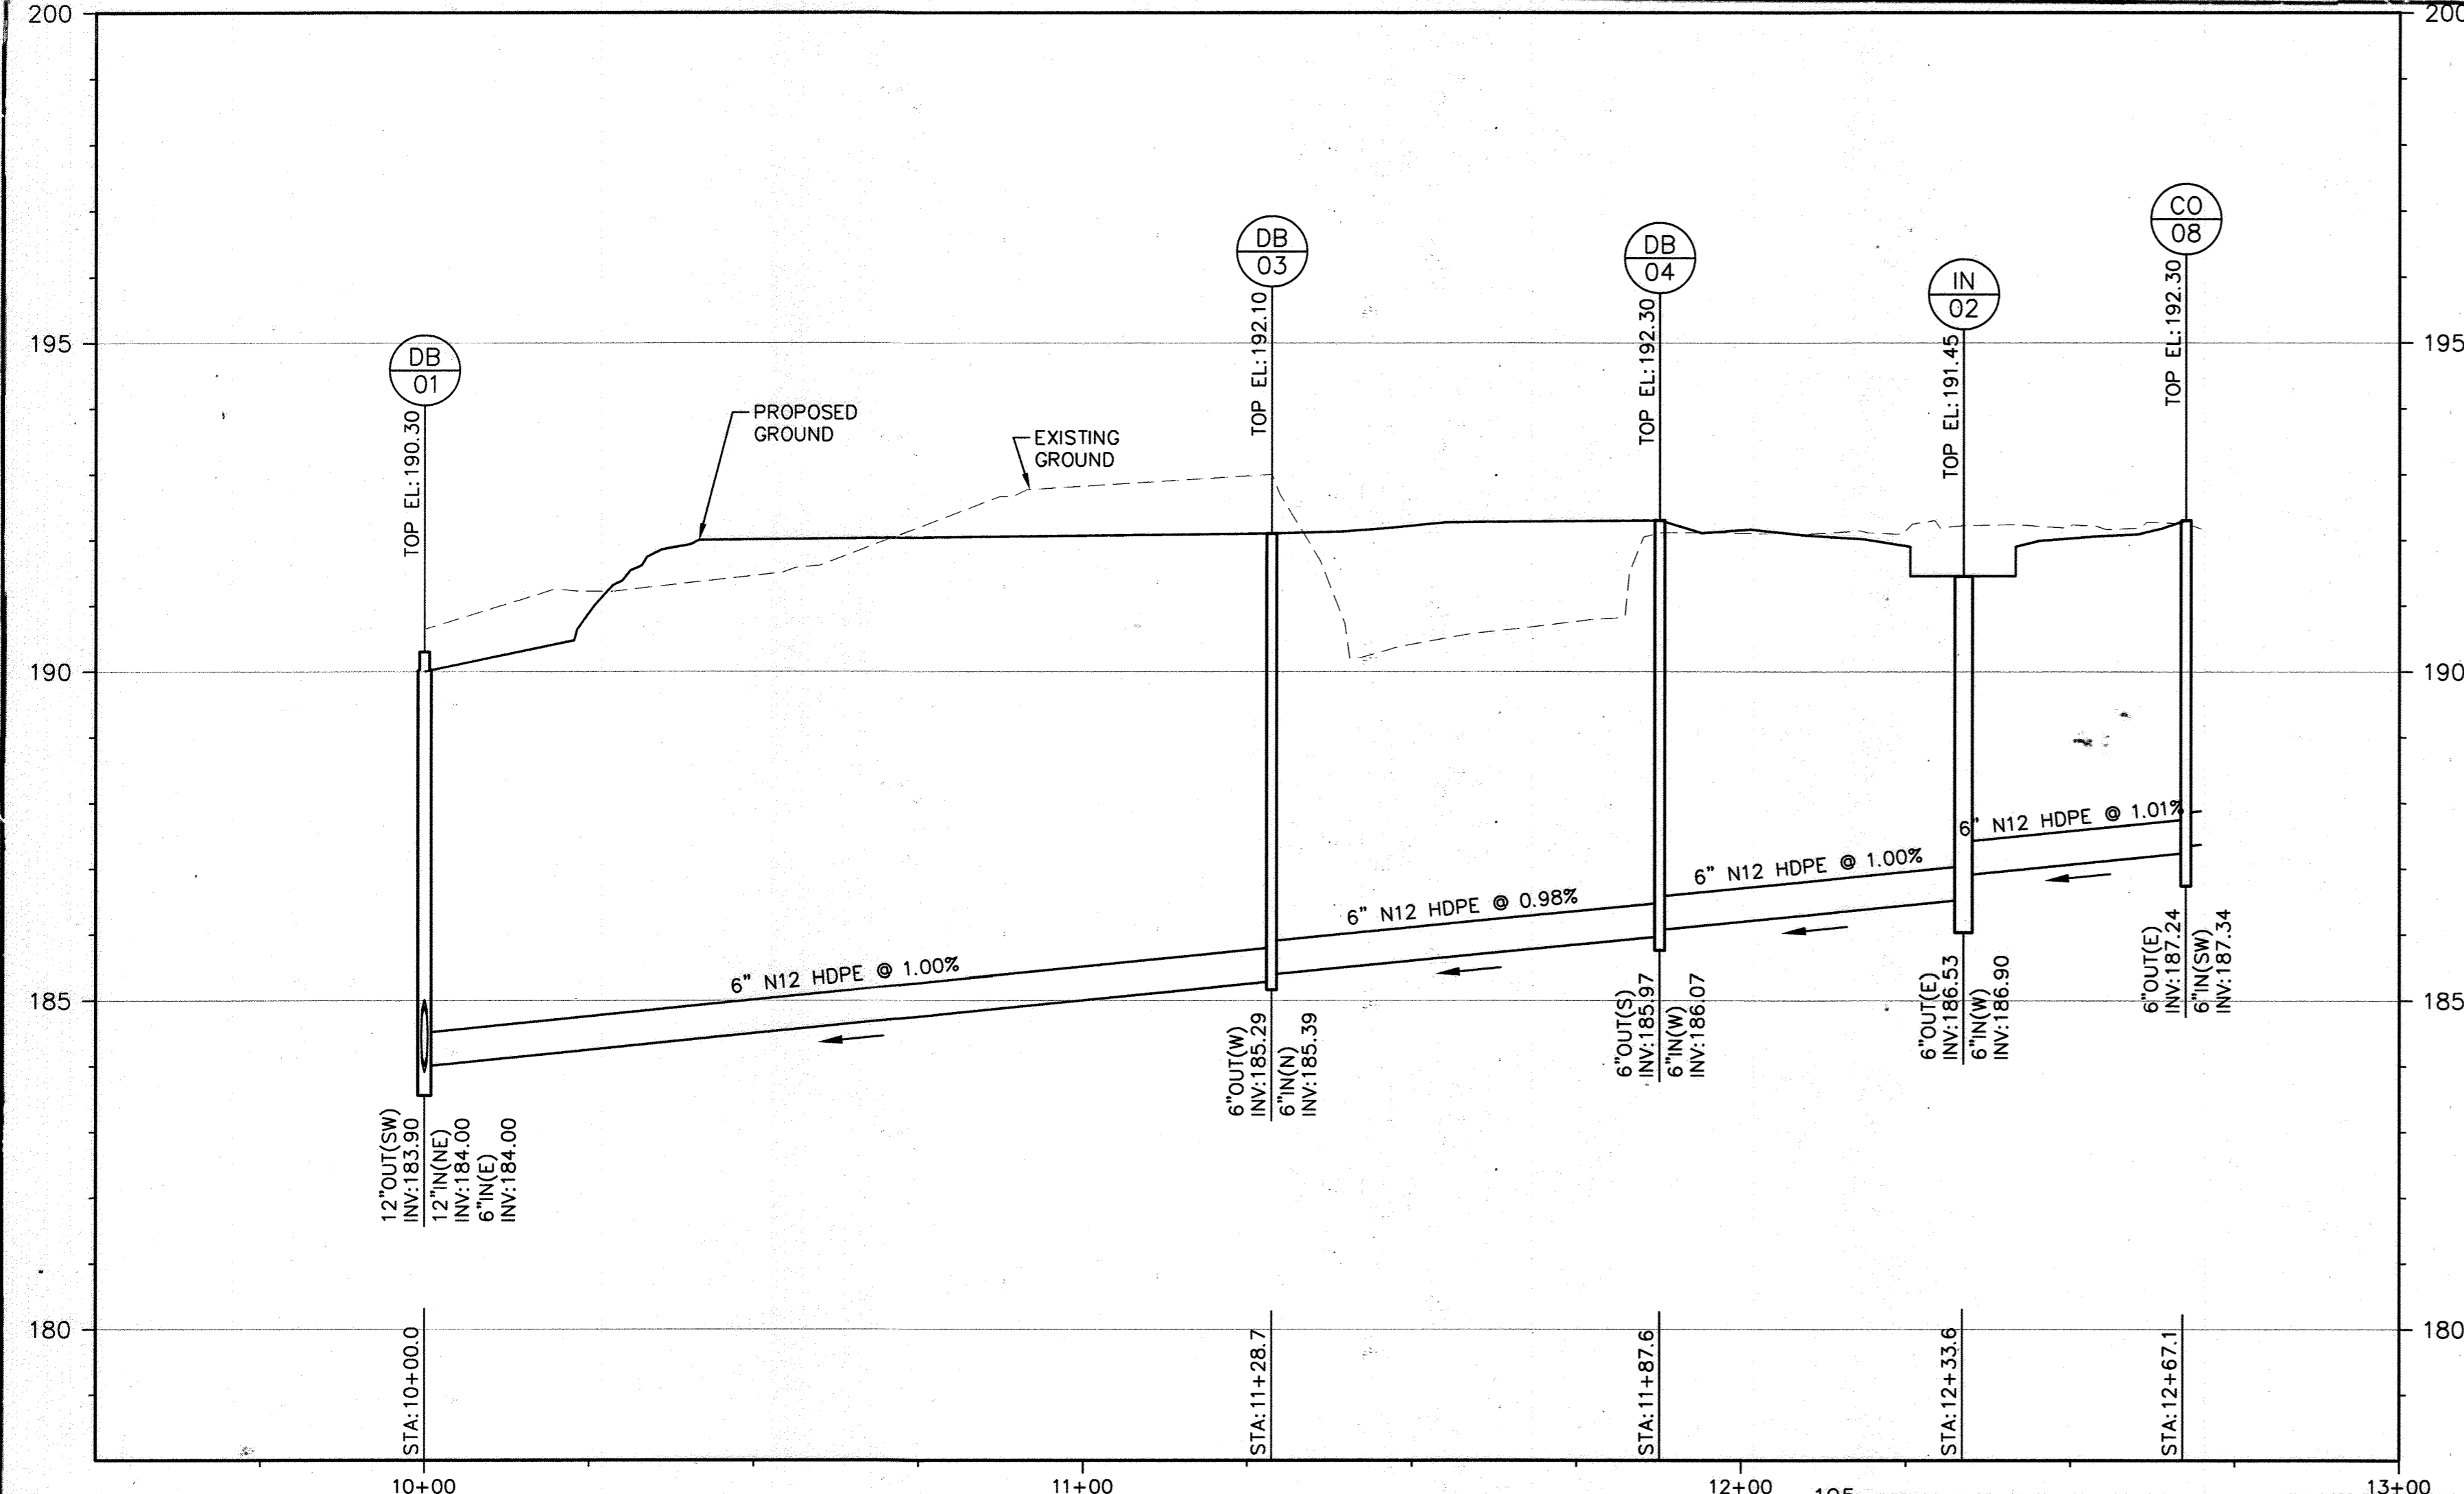 200
200
CO
08
DB
03
DB
04
IN
02
TOP EL:192.30
TOP EL:192.10
TOP EL:192.30
TOP EL:191.45
195
195
DB
01
TOP EL:190.30
PROPOSED
GROUND
EXISTING
GROUND
190
190
6" N12 HDPE @ 1.01%
6" N12 HDPE @ 1.00%
6" N12 HDPE @ 0.98%
6" N12 HDPE @ 1.00%
185
185
12"OUT(SW)
INV:183.90
12"IN(NE)
INV:184.00
6"IN(E)
INV:184.00
6"OUT(W)
INV:185.29
6"IN(N)
INV:185.39
6"OUT(S)
INV:185.97
6"IN(W)
INV:186.07
6"OUT(E)
INV:186.53
6"IN(W)
INV:186.90
6"OUT(E)
INV:187.24
6"IN(SW)
INV:187.34
180
180
STA:10+00.0
STA:11+28.7
STA:11+87.6
STA:12+33.6
STA:12+67.1
10+00
11+00
12+00
13+00